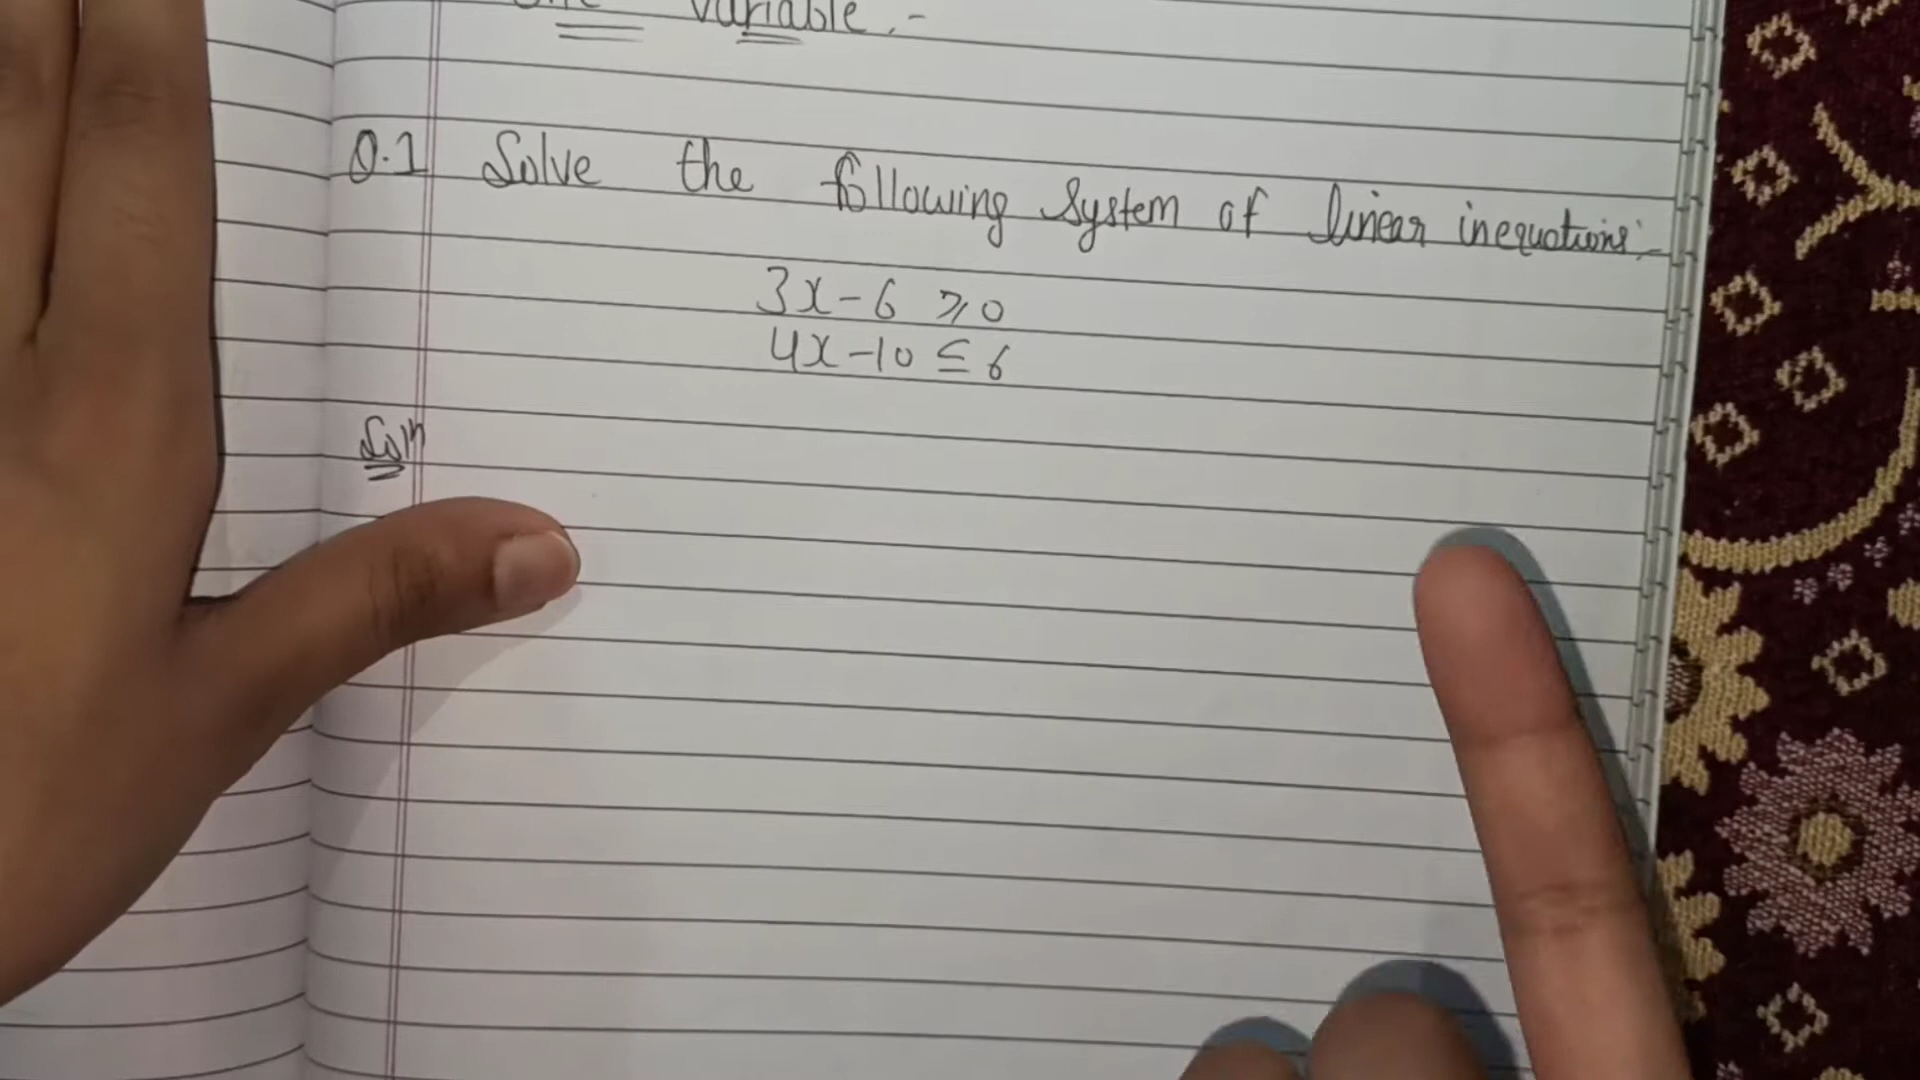 variable :-
Q.1 Solve the following system of linear inequations:-
3x-6 ⩾0
4x-10 ≤ 6
Soln